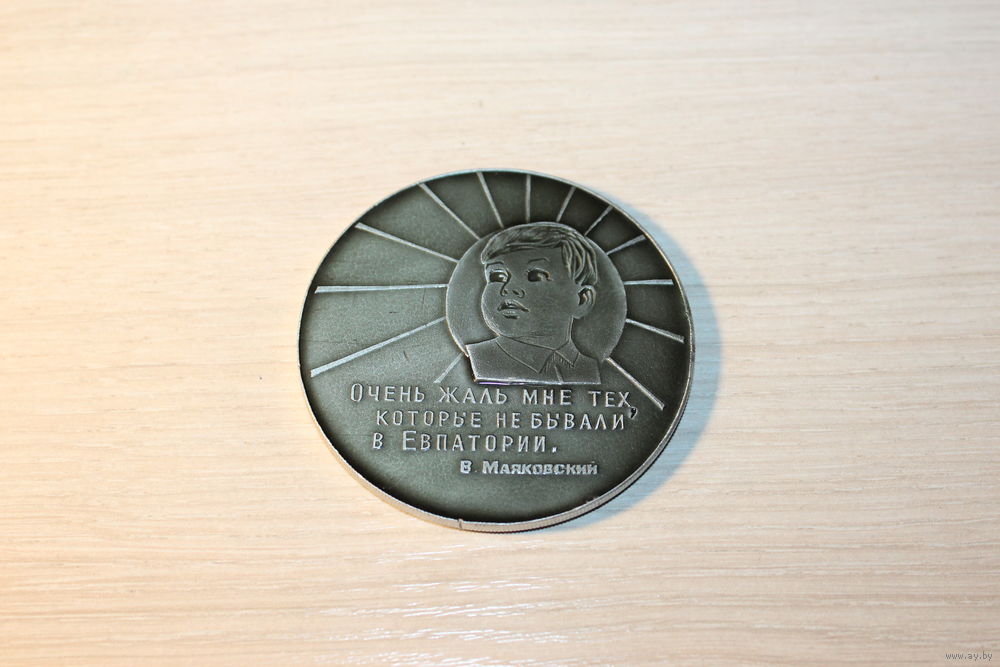 Очень жаль мне тех,
которые не бывали
в Евпатории.
В. Маяковский
www.ay.by